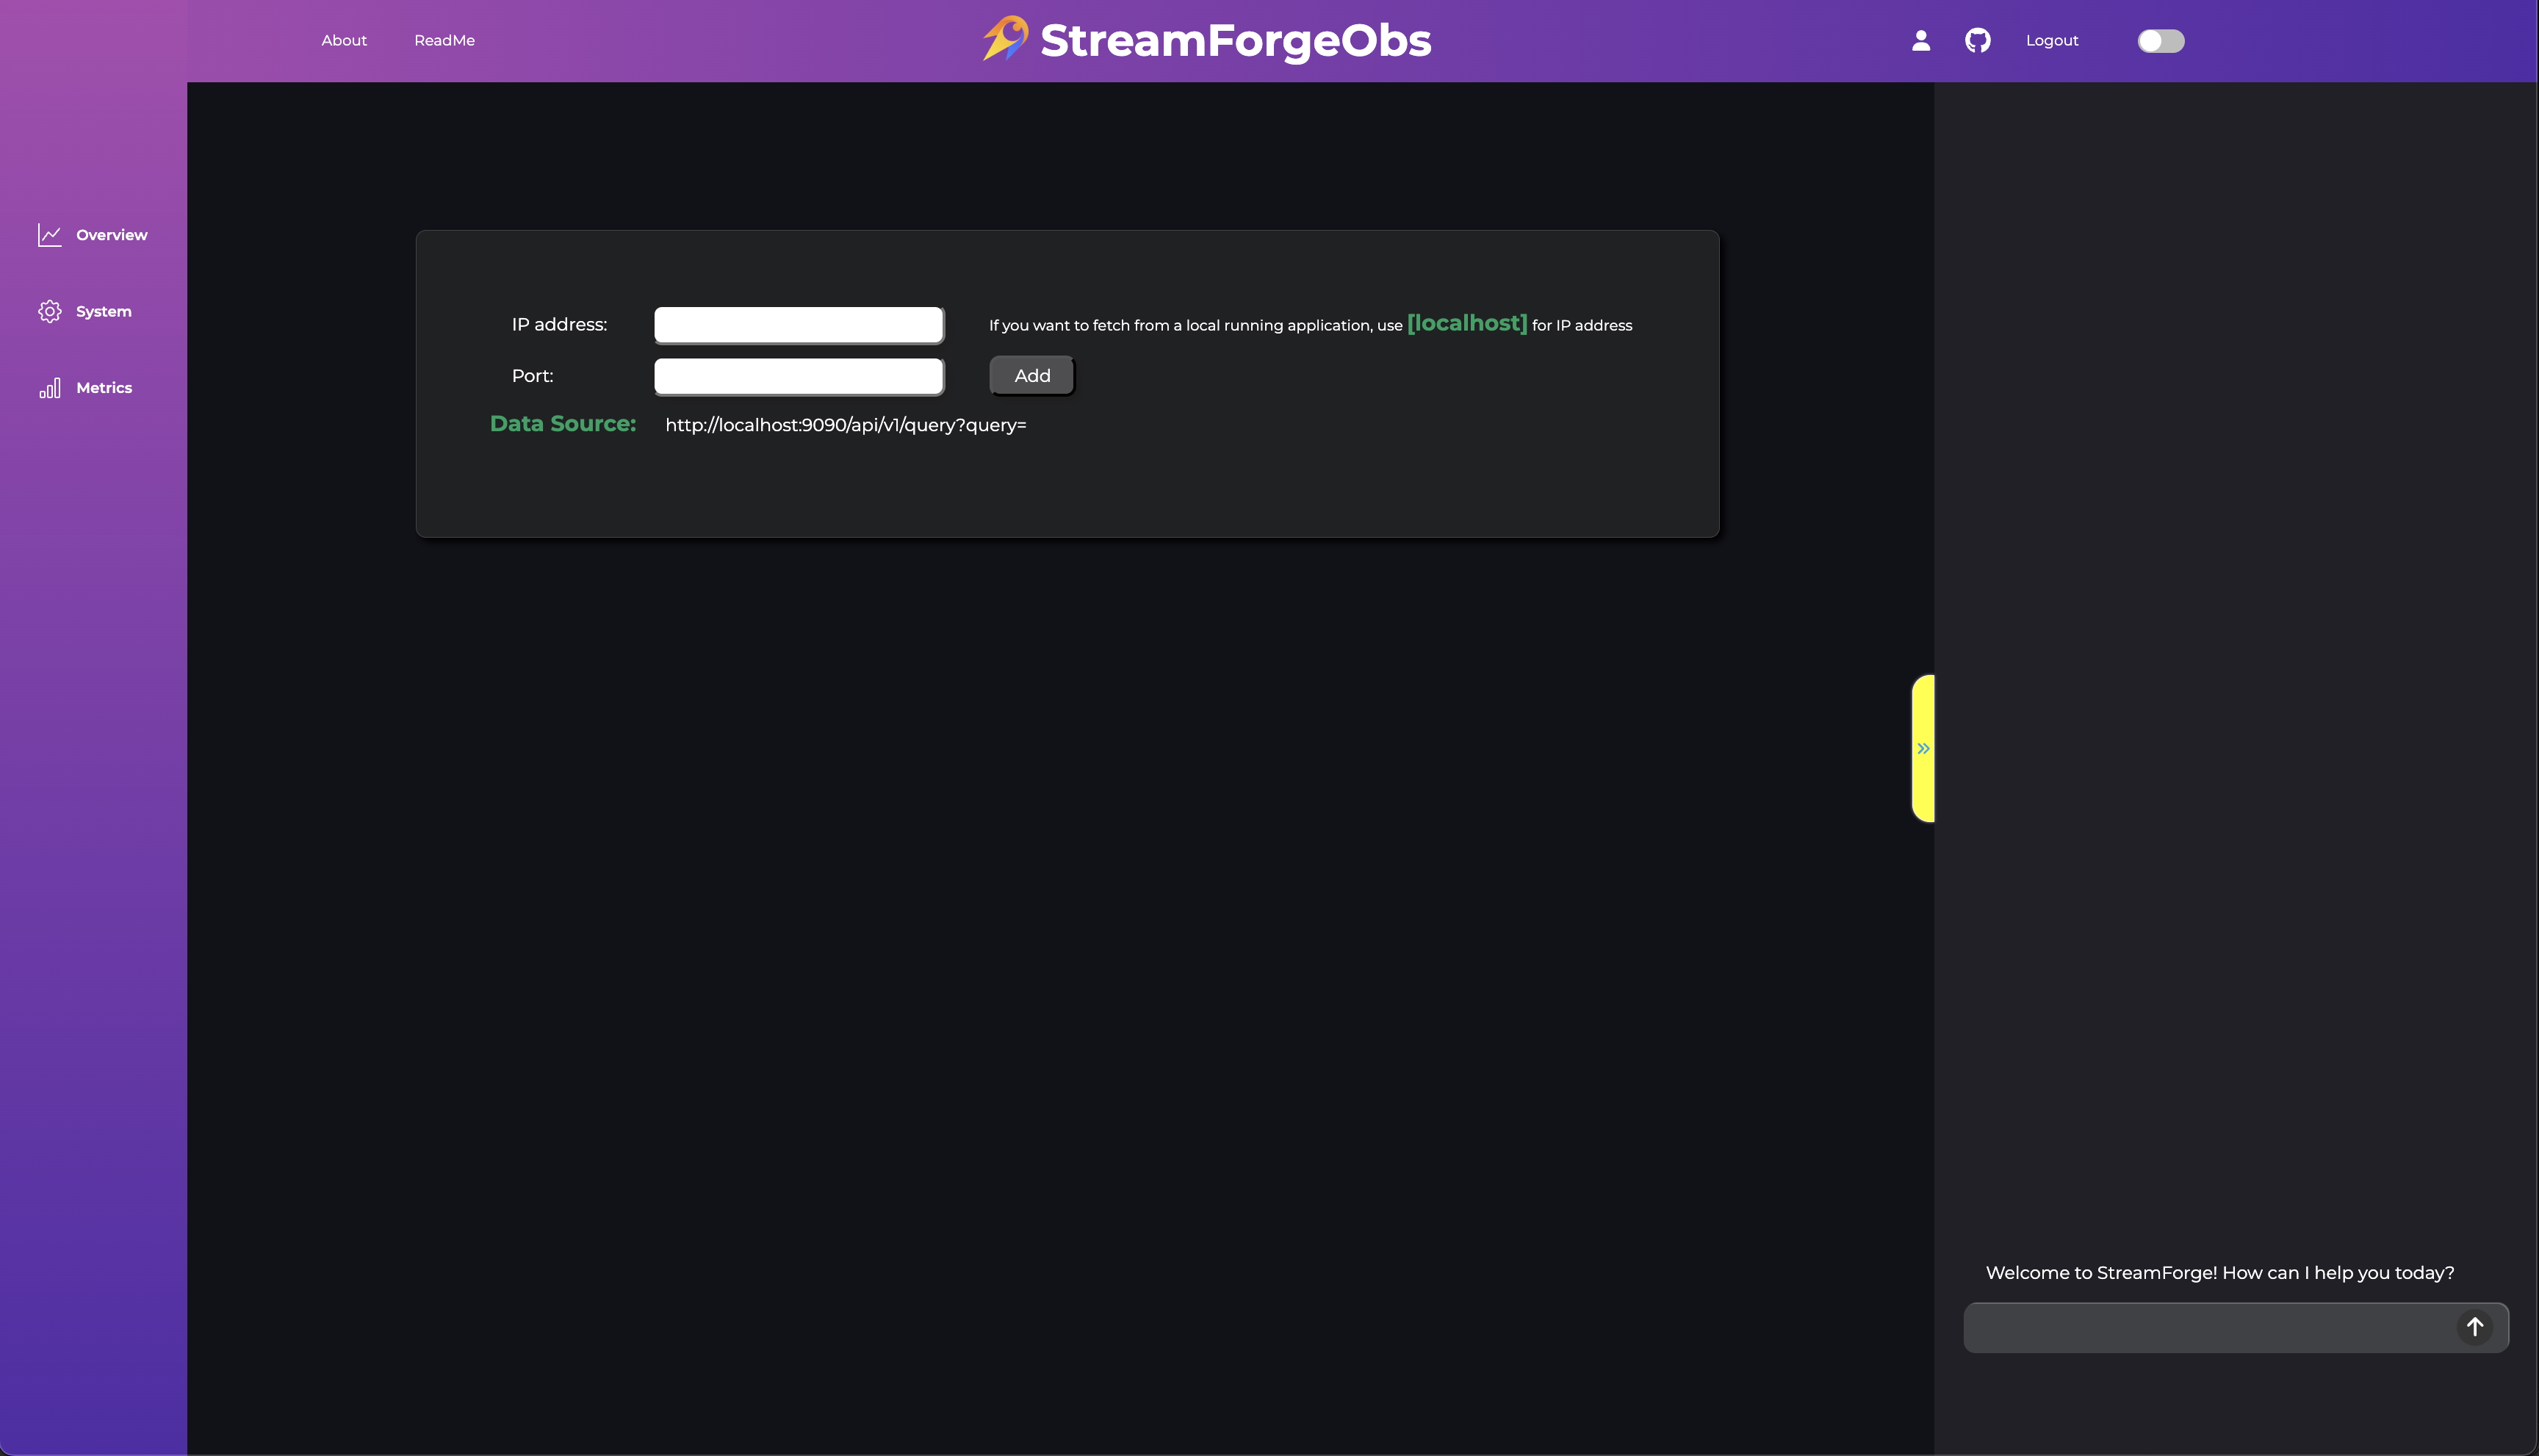 About
ReadMe
StreamForgeObs
Logout
Overview
System
Metrics
IP address:
If you want to fetch from a local running application, use [localhost] for IP address
Port:
Add
Data Source: http://localhost:9090/api/v1/query?query=
Welcome to StreamForge! How can I help you today?